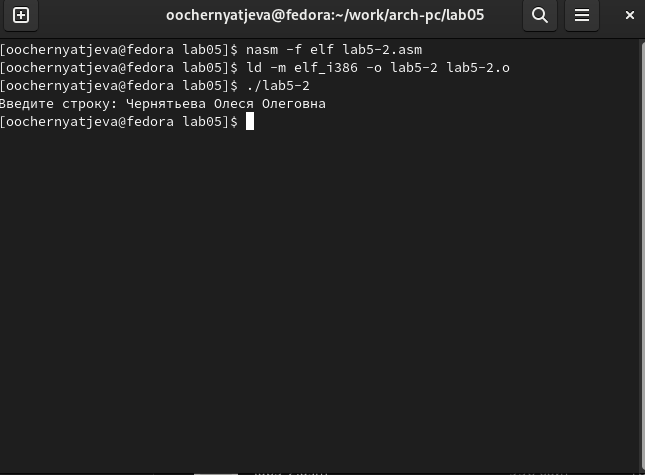 oochernyatjeva@fedora:~/work/arch-pc/lab05
[oochernyatjeva@fedora lab05]$ nasm -f elf lab5-2.asm
[oochernyatjeva@fedora lab05]$ ld -m elf_i386 -o lab5-2 lab5-2.o
[oochernyatjeva@fedora lab05]$ ./lab5-2
Введите строку: Чернятьева Олеся Олеговна
[oochernyatjeva@fedora lab05]$